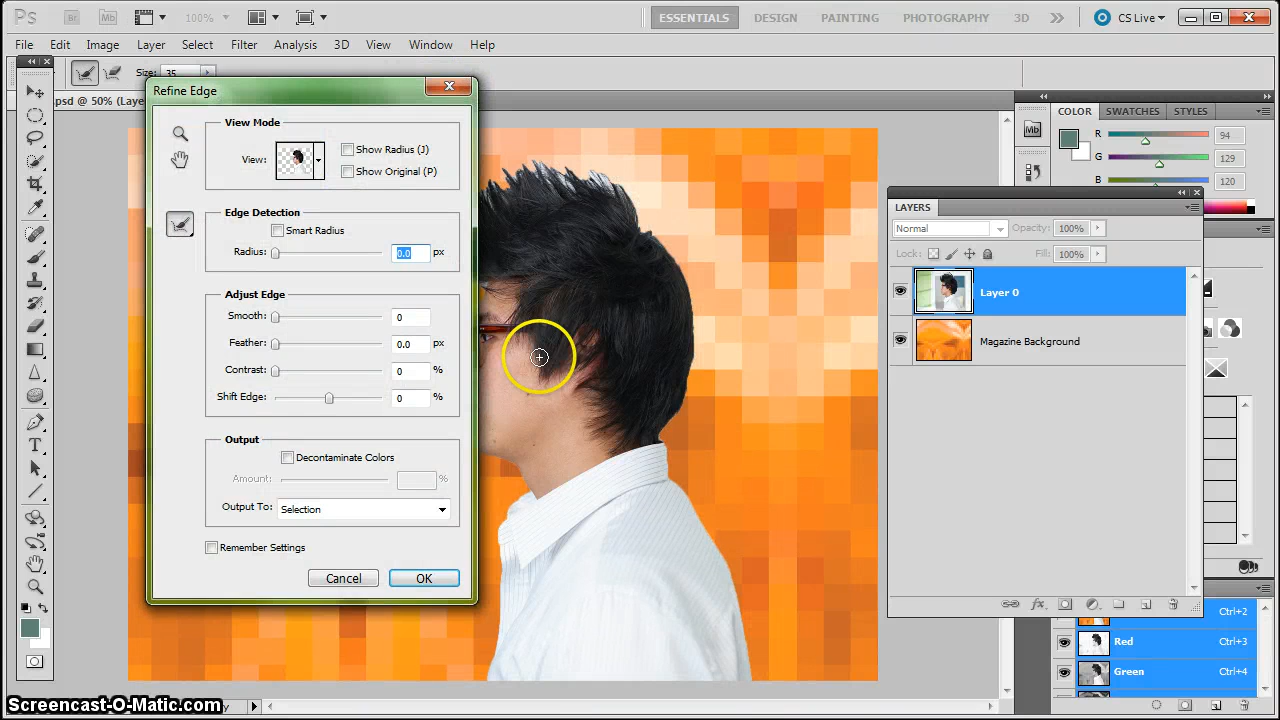 Ps Br Mb 100% ESSENTIALS DESIGN PAINTING PHOTOGRAPHY 3D CS Live
File Edit Image Layer Select Filter Analysis 3D View Window Help
Size: 35
psd @ 50% (Laye
Refine Edge
View Mode
View:
Show Radius (J)
Show Original (P)
Edge Detection
Smart Radius
Radius: 0.0 px
Adjust Edge
Smooth: 0
Feather: 0.0 px
Contrast: 0 %
Shift Edge: 0 %
Output
Decontaminate Colors
Amount: %
Output To: Selection
Remember Settings
Cancel OK
Mb
COLOR SWATCHES STYLES
R 94
G 129
B 120
LAYERS
Normal Opacity: 100%
Lock: Fill: 100%
Layer 0
Magazine Background
Ctrl+2
Red Ctrl+3
Green Ctrl+4
Screencast-O-Matic.com